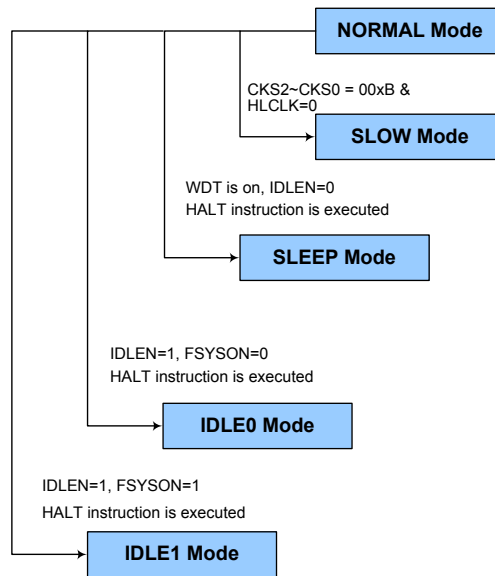 NORMAL Mode
CKS2~CKS0 = 00xB &
HLCLK=0
SLOW Mode
WDT is on, IDLEN=0
HALT instruction is executed
SLEEP Mode
IDLEN=1, FSYSON=0
HALT instruction is executed
IDLE0 Mode
IDLEN=1, FSYSON=1
HALT instruction is executed
IDLE1 Mode